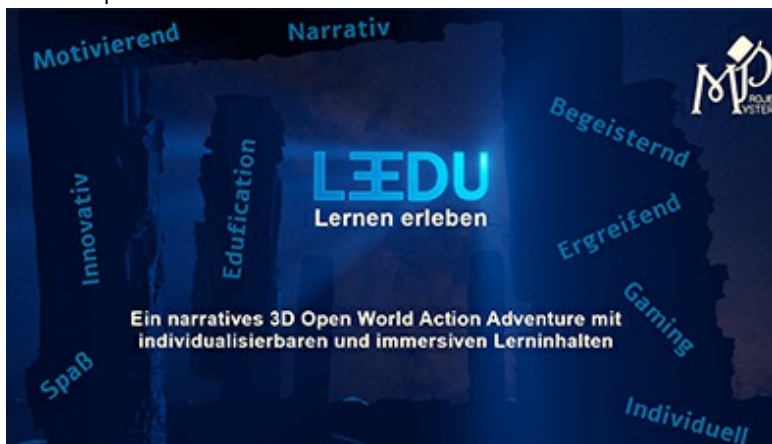 Motivierend
Narrativ
Begeisternd
Innovativ
Edufication
LEEDU
Lernen erleben
Ergreifend
Gaming
Ein narratives 3D Open World Action Adventure mit
individualisierbaren und immersiven Lerninhalten
Spaß
Individuell